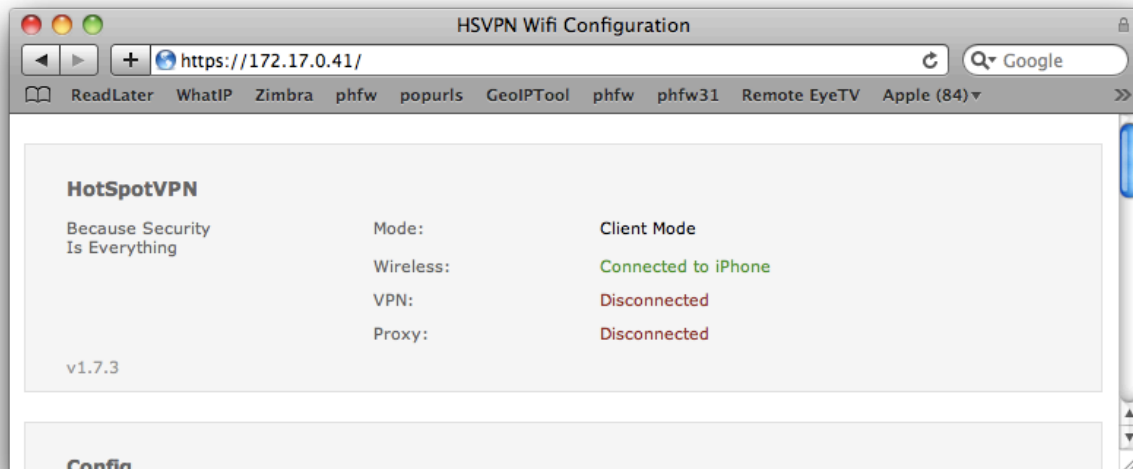 HSVPN Wifi Configuration
https://172.17.0.41/
Google
ReadLater WhatIP Zimbra phfw popurls GeoIPTool phfw phfw31 Remote EyeTV Apple (84)
HotSpotVPN
Because Security
Is Everything
Mode: Client Mode
Wireless: Connected to iPhone
VPN: Disconnected
Proxy: Disconnected
v1.7.3
Config